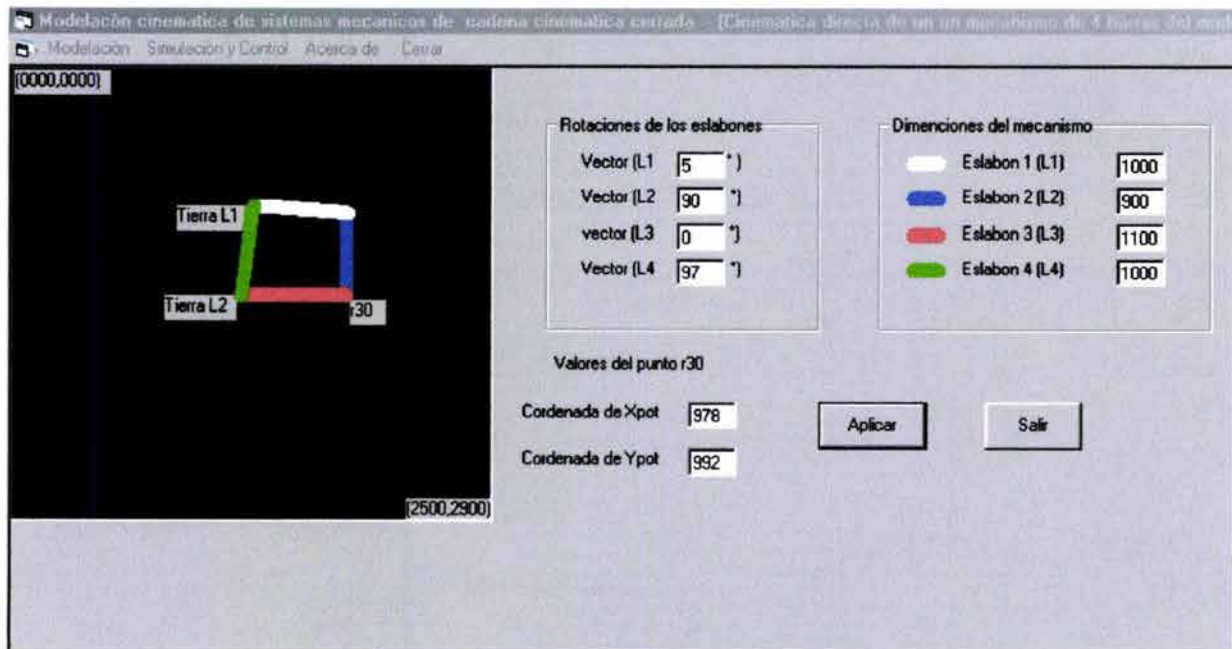 Modelación cinematica de sistemas mecanicos de cadena cinematica cerrada - [Cinematica directa de un un mecanismo de 4 barras del
Modelación Simulación y Control Acerca de Cerrar
(0000,0000)
Tierra L1
Tierra L2
r30
(2500,2900)
Rotaciones de los eslabones
Vector (L1 5 °)
Vector (L2 90 °)
vector (L3 0 °)
Vector (L4 97 °)
Dimenciones del mecanismo
Eslabon 1 (L1) 1000
Eslabon 2 (L2) 900
Eslabon 3 (L3) 1100
Eslabon 4 (L4) 1000
Valores del punto r30
Cordenada de Xpot 978
Cordenada de Ypot 992
Aplicar
Salir